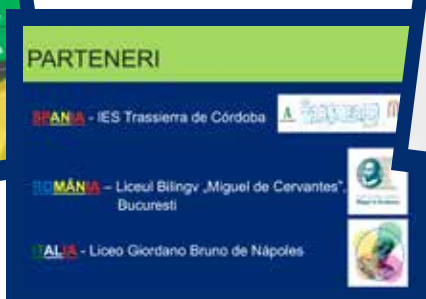 PARTENERI
SPANIA - IES Trassierra de Córdoba
ROMÂNIA – Liceul Bilingv „Miguel de Cervantes”,
Bucuresti
ITALIA - Liceo Giordano Bruno de Nápoles